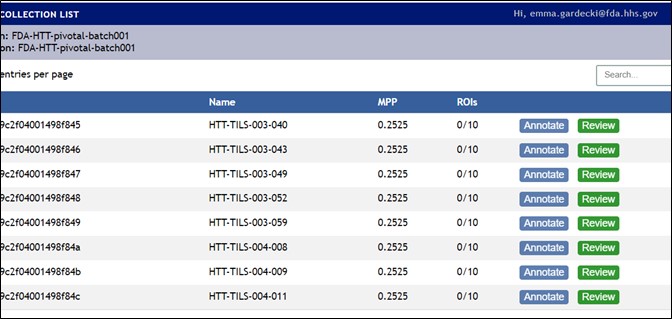 COLLECTION LIST Hi, emma.gardecki@fda.hhs.gov
n: FDA-HTT-pivotal-batch001
on: FDA-HTT-pivotal-batch001
entries per page Search...
Name MPP ROIs
9c2f04001498f845 HTT-TILS-003-040 0.2525 0/10 Annotate Review
9c2f04001498f846 HTT-TILS-003-043 0.2525 0/10 Annotate Review
9c2f04001498f847 HTT-TILS-003-049 0.2525 0/10 Annotate Review
9c2f04001498f848 HTT-TILS-003-052 0.2525 0/10 Annotate Review
9c2f04001498f849 HTT-TILS-003-059 0.2525 0/10 Annotate Review
9c2f04001498f84a HTT-TILS-004-008 0.2525 0/10 Annotate Review
9c2f04001498f84b HTT-TILS-004-009 0.2525 0/10 Annotate Review
9c2f04001498f84c HTT-TILS-004-011 0.2525 0/10 Annotate Review